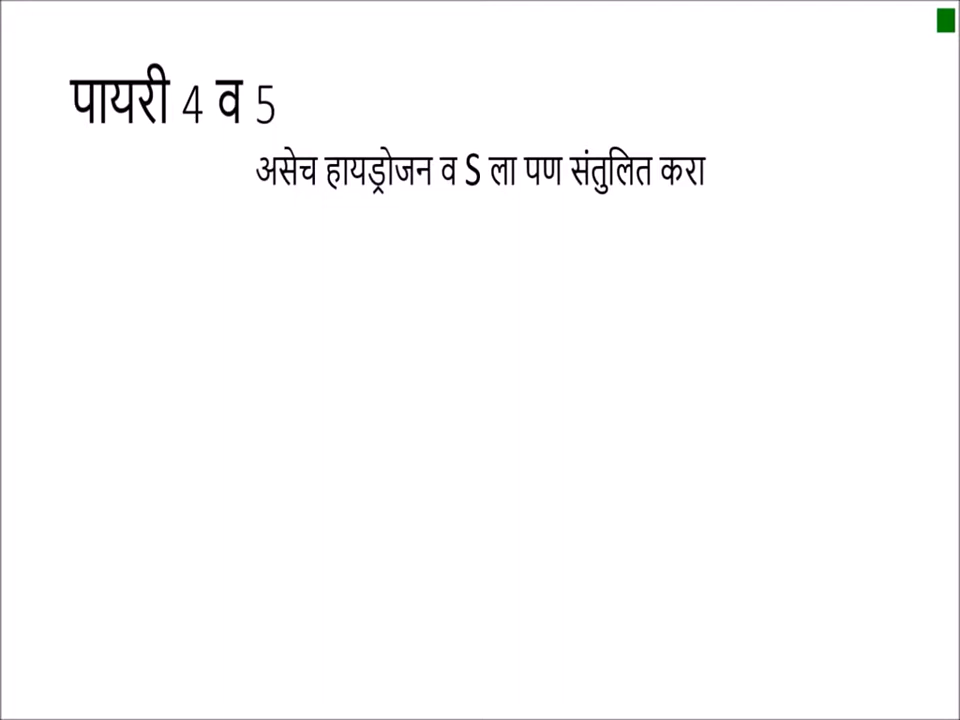 पायरी 4 व 5
असेच हायड्रोजन व S ला पण संतुलित करा